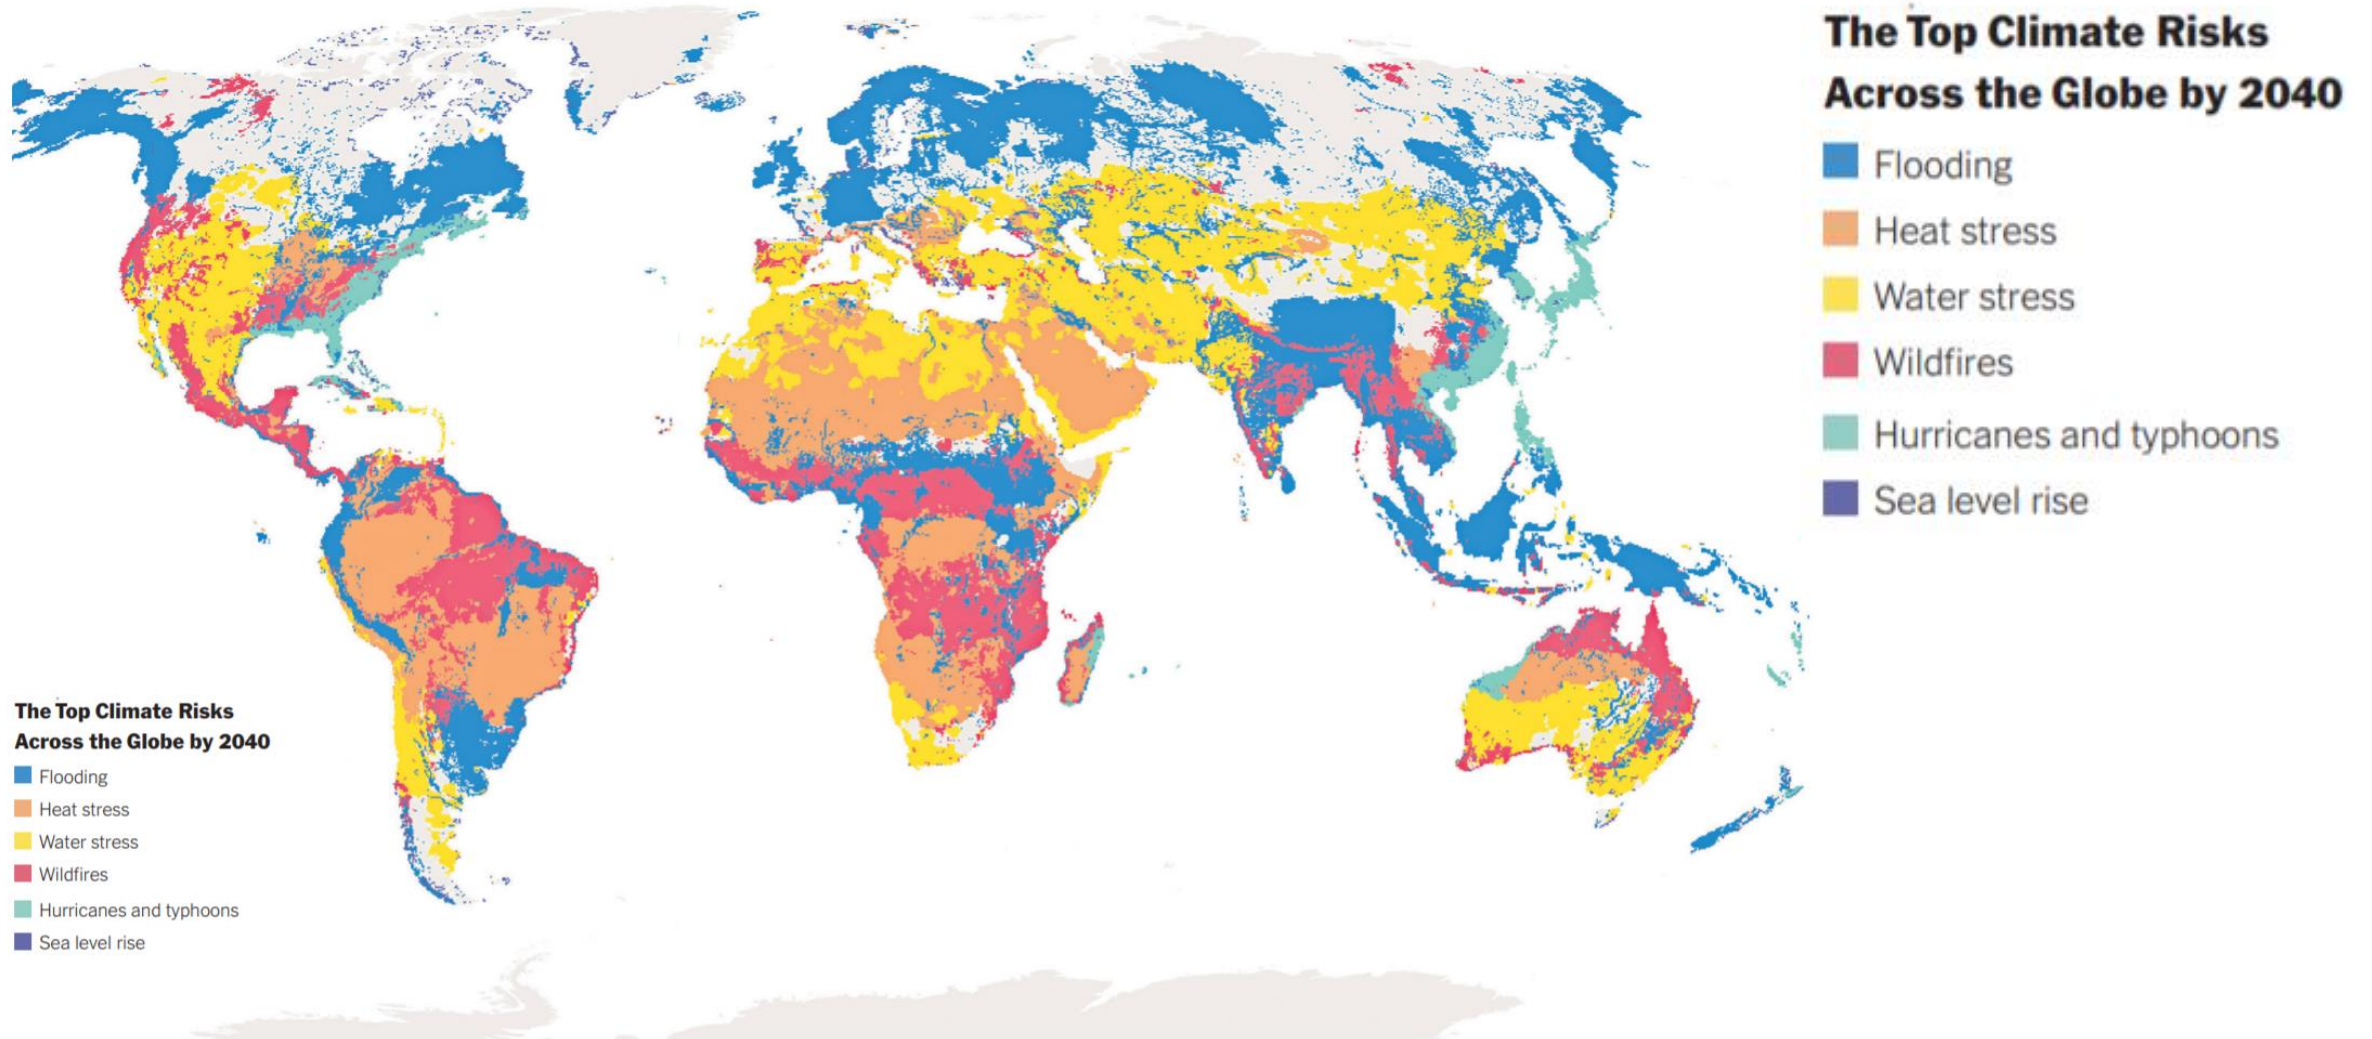 The Top Climate Risks
Across the Globe by 2040
Flooding
Heat stress
Water stress
Wildfires
Hurricanes and typhoons
Sea level rise
The Top Climate Risks
Across the Globe by 2040
Flooding
Heat stress
Water stress
Wildfires
Hurricanes and typhoons
Sea level rise